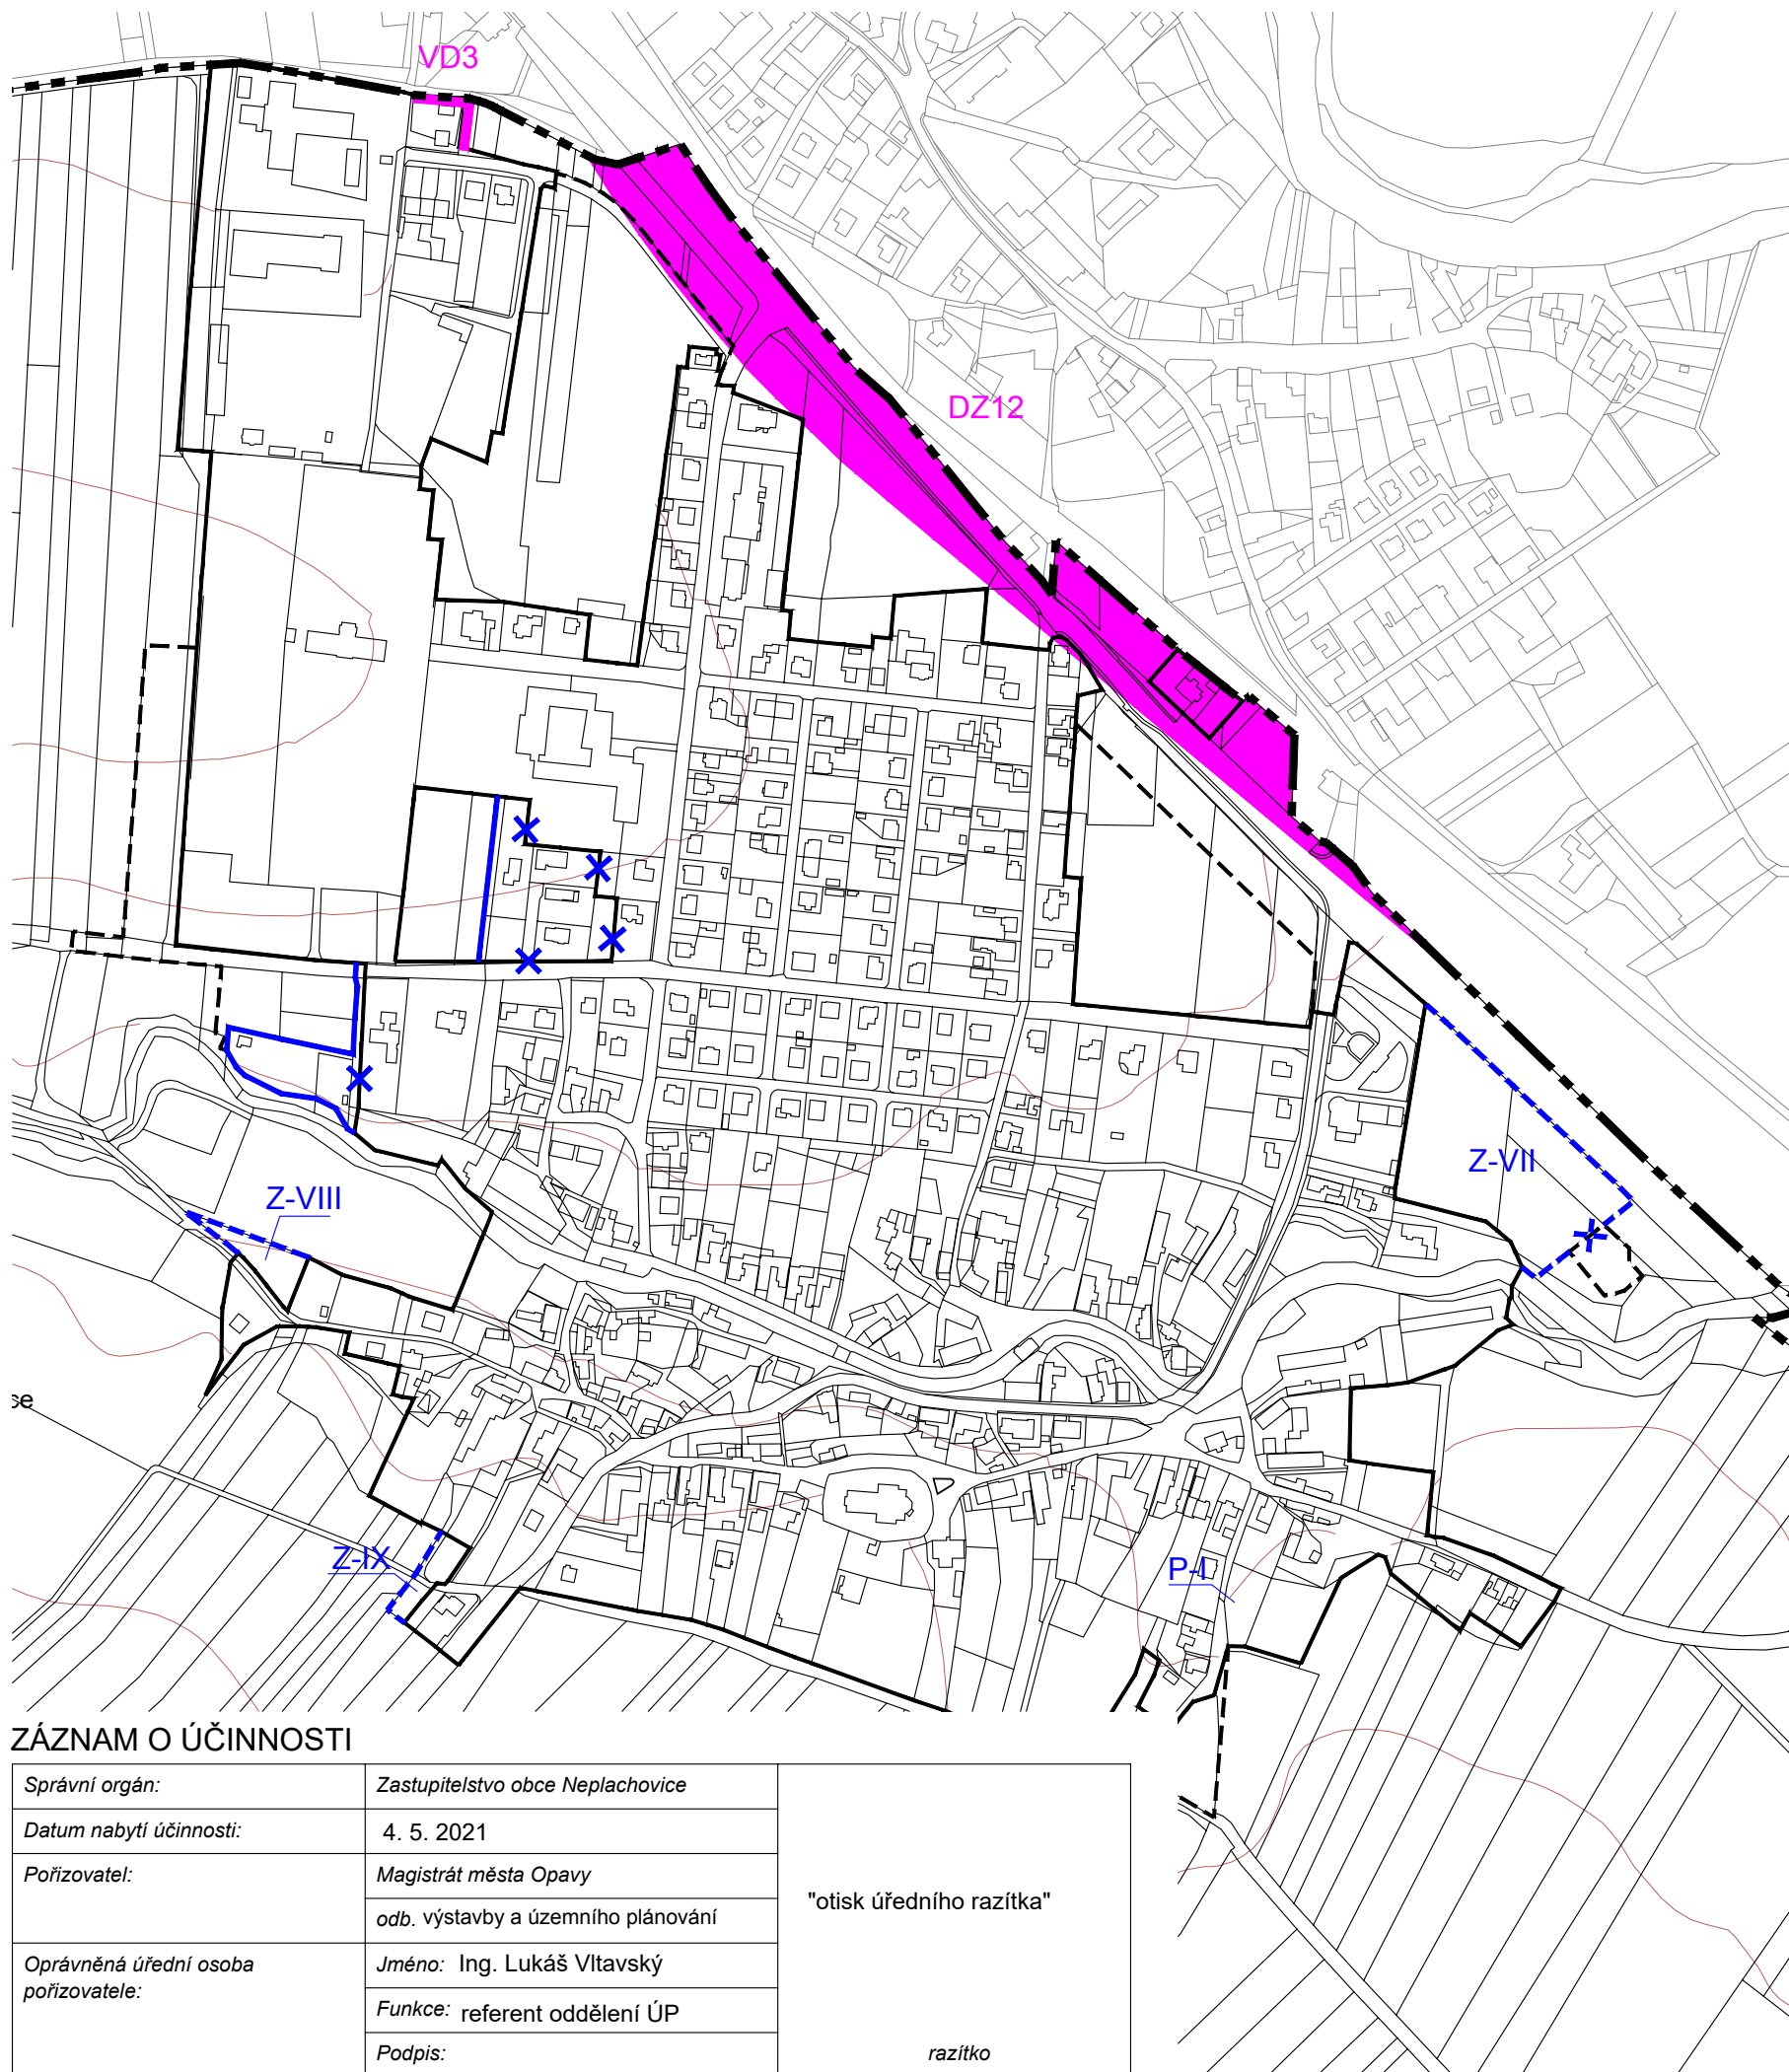 VD3
DZ12
Z-VII
Z-VIII
se
Z-IX
P-I
ZÁZNAM O ÚČINNOSTI
Správní orgán: Zastupitelstvo obce Neplachovice
Datum nabytí účinnosti: 4. 5. 2021
Pořizovatel: Magistrát města Opavy
odb. výstavby a územního plánování
"otisk úředního razítka"
Oprávněná úřední osoba
pořizovatele:
Jméno: Ing. Lukáš Vltavský
Funkce: referent oddělení ÚP
Podpis:
razítko